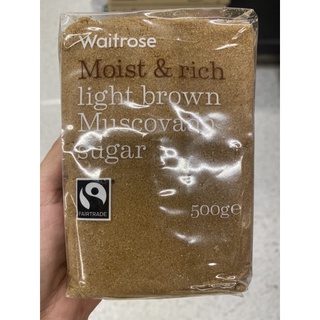 Waitrose
Moist & rich
light brown
Muscovado
sugar
500g℮
FAIRTRADE